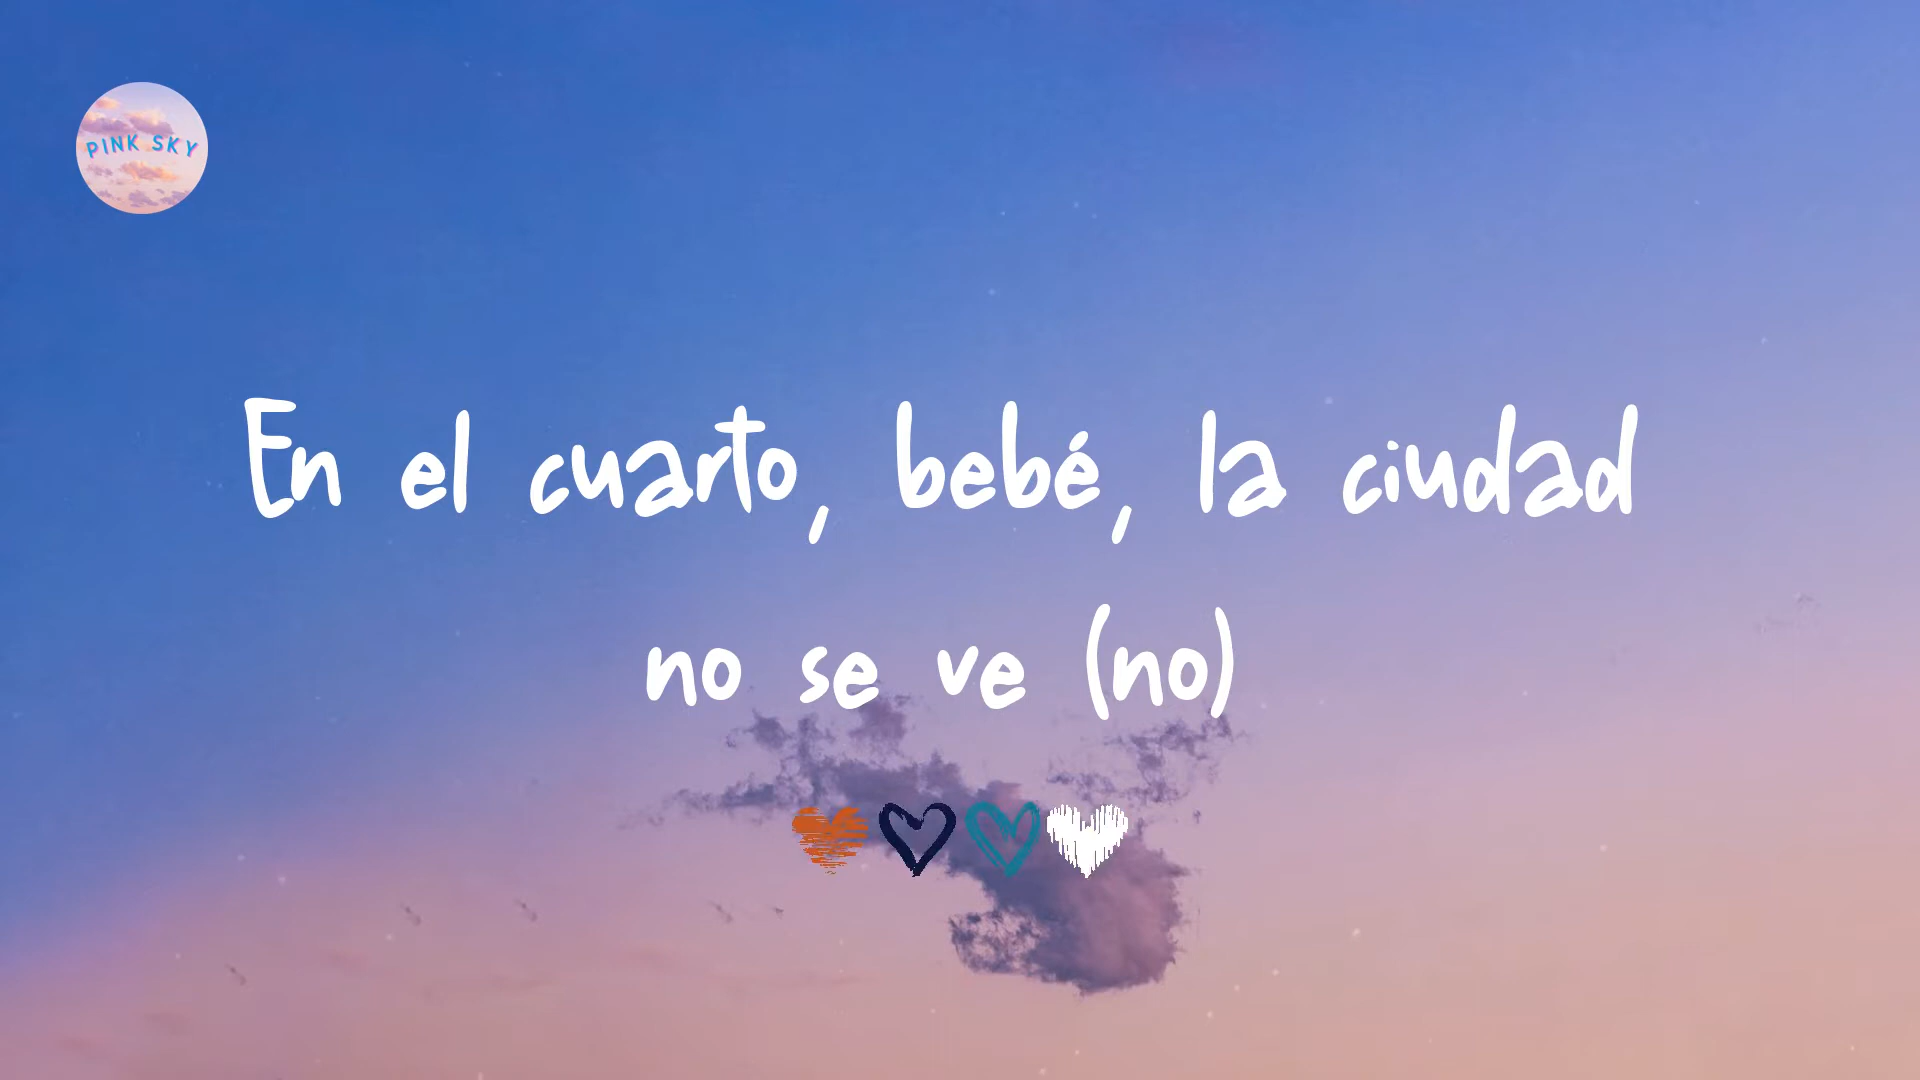 PINK SKY
En el cuarto, bebé, la ciudad
no se ve (no)